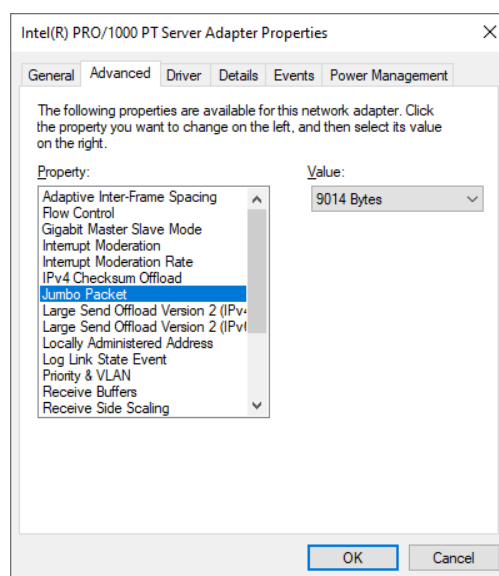 Intel(R) PRO/1000 PT Server Adapter Properties
General Advanced Driver Details Events Power Management
The following properties are available for this network adapter. Click
the property you want to change on the left, and then select its value
on the right.
Property:
Value:
Adaptive Inter-Frame Spacing
9014 Bytes
Flow Control
Gigabit Master Slave Mode
Interrupt Moderation
Interrupt Moderation Rate
IPv4 Checksum Offload
Jumbo Packet
Large Send Offload Version 2 (IPv4
Large Send Offload Version 2 (IPv6
Locally Administered Address
Log Link State Event
Priority & VLAN
Receive Buffers
Receive Side Scaling
OK
Cancel